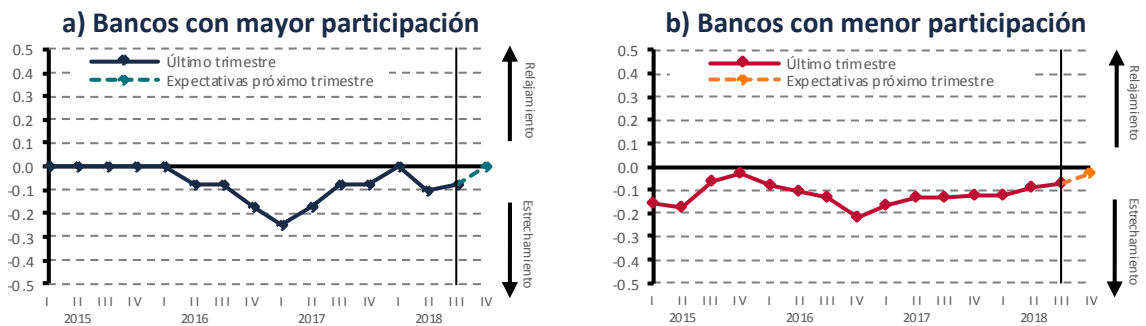 a) Bancos con mayor participación
0.5
0.4
0.3
0.2
0.1
0.0
-0.1
-0.2
-0.3
-0.4
-0.5
Último trimestre
Expectativas próximo trimestre
Relajamiento
Estrechamiento
I II III IV I II III IV I II III IV I II III IV
2015 2016 2017 2018
b) Bancos con menor participación
0.5
0.4
0.3
0.2
0.1
0.0
-0.1
-0.2
-0.3
-0.4
-0.5
Último trimestre
Expectativas próximo trimestre
Relajamiento
Estrechamiento
I II III IV I II III IV I II III IV I II III IV
2015 2016 2017 2018